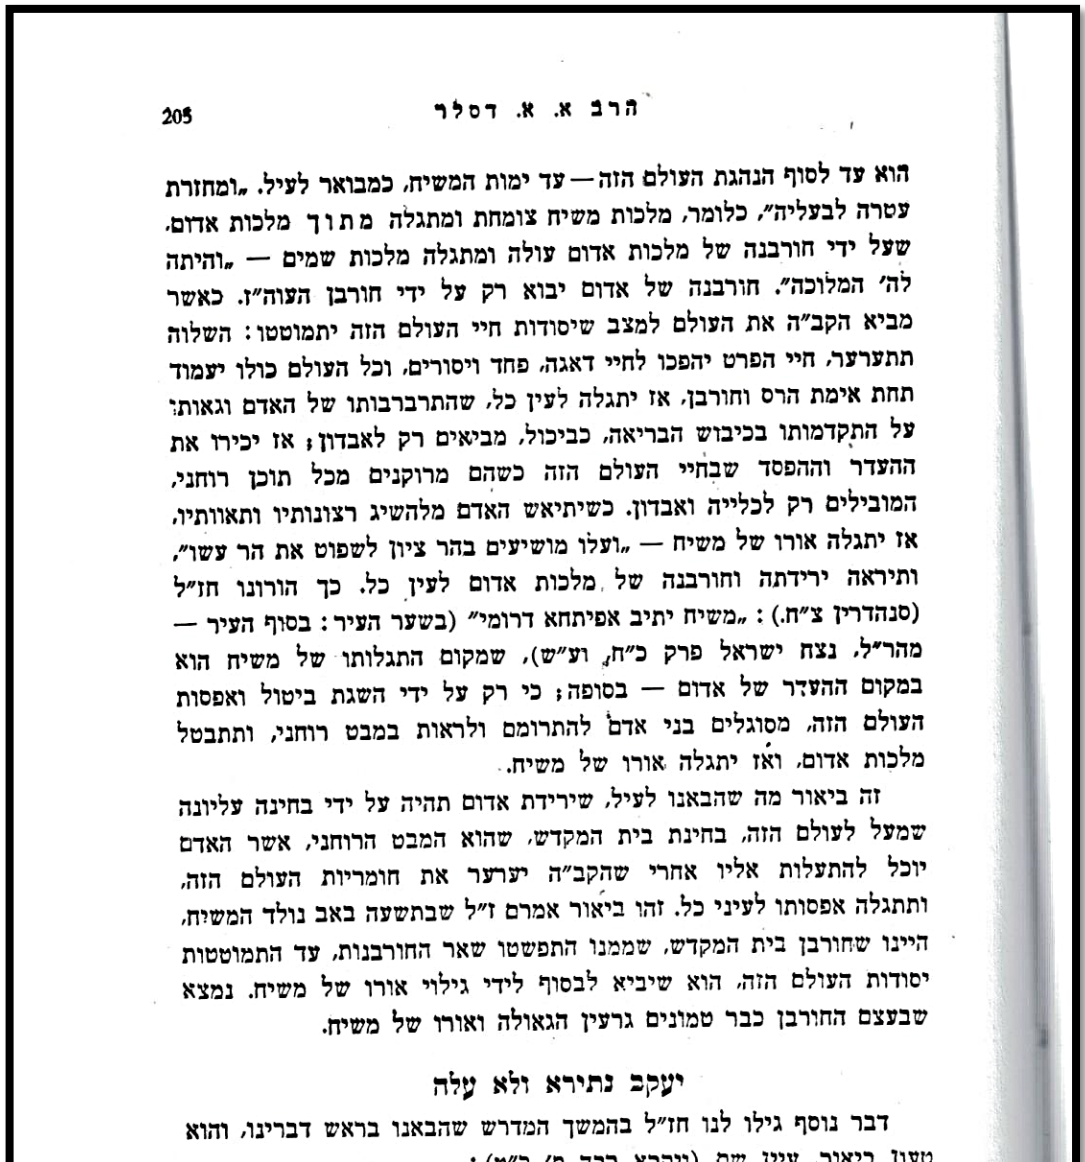 הרב א. א. דסלר
205
הוא עד לסוף הנהגת העולם הזה — עד ימות המשיח, כמבואר לעיל. „ומחזרת
עטרה לבעליה״, כלומר, מלכות משיח צומחת ומתגלה מתוך מלכות אדום,
שעל ידי חורבנה של מלכות אדום עולה ומתגלה מלכות שמים — „והיתה
לה׳ המלוכה״. חורבנה של אדום יבוא רק על ידי חורבן העוה״ז. כאשר
מביא הקב״ה את העולם למצב שיסודות חיי העולם הזה יתמוטטו: השלוה
תתערער, חיי הפרט יהפכו לחיי דאגה, פחד ויסורים, וכל העולם כולו יעמוד
תחת אימת הרס וחורבן, אז יתגלה לעין כל, שהתרברבותו של האדם וגאותו
על התקדמותו בכיבוש הבריאה, כביכול, מביאים רק לאבדון; אז יכירו את
ההעדר וההפסד שבחיי העולם הזה כשהם מרוקנים מכל תוכן רוחני,
המובילים רק לכלייה ואבדון. כשיתיאש האדם מלהשיג רצונותיו ותאוותיו,
אז יתגלה אורו של משיח — „ועלו מושיעים בהר ציון לשפוט את הר עשו״,
ותיראה ירידתה וחורבנה של מלכות אדום לעין כל. כך הורונו חז״ל
(סנהדרין צ״ח.): „משיח יתיב אפיתחא דרומי״ (בשער העיר: בסוף העיר —
מהר״ל, נצח ישראל פרק כ״ח, וע״ש), שמקום התגלותו של משיח הוא
במקום ההעדר של אדום — בסופה; כי רק על ידי השגת ביטול ואפסות
העולם הזה, מסוגלים בני אדם להתרומם ולראות במבט רוחני, ותתבטל
מלכות אדום, ואז יתגלה אורו של משיח.
זה ביאור מה שהבאנו לעיל, שירידת אדום תהיה על ידי בחינה עליונה
שמעל לעולם הזה, בחינת בית המקדש, שהוא המבט הרוחני, אשר האדם
יוכל להתעלות אליו אחרי שהקב״ה יערער את חומריות העולם הזה,
ותתגלה אפסותו לעיני כל. זהו ביאור אמרם ז״ל שבתשעה באב נולד המשיח,
היינו שחורבן בית המקדש, שממנו התפשטו שאר החורבנות, עד התמוטטות
יסודות העולם הזה, הוא שיביא לבסוף לידי גילוי אורו של משיח. נמצא
שבעצם החורבן כבר טמונים גרעין הגאולה ואורו של משיח.
יעקב נתירא ולא עלה
דבר נוסף גילו לנו חז״ל בהמשך המדרש שהבאנו בראש דברינו, והוא
טעון ביאור, עיין שם (ויקרא רבה